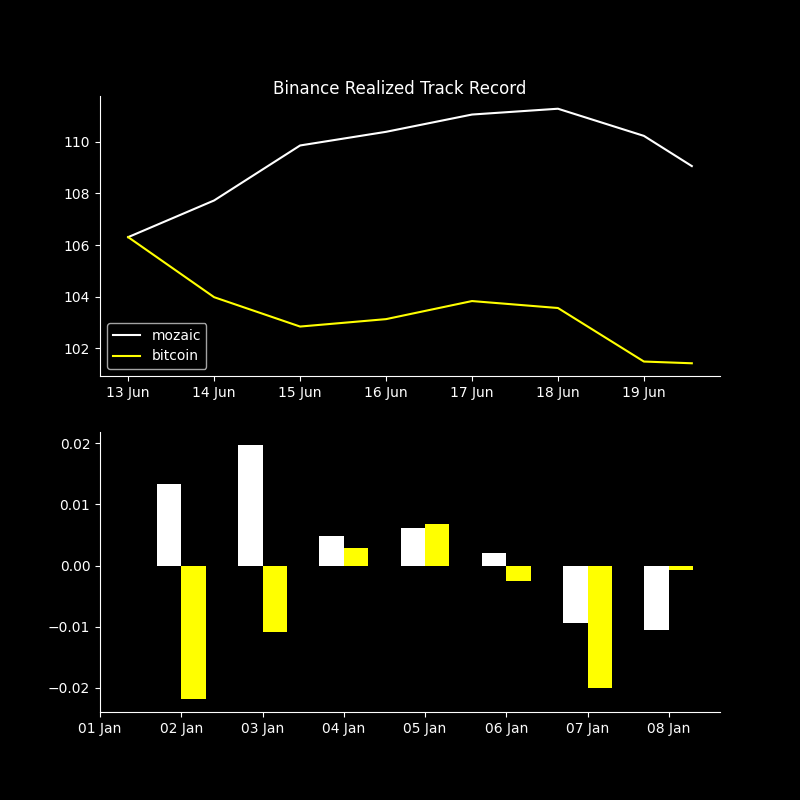 Binance Realized Track Record
110
108
106
104
102
mozaic
bitcoin
13 Jun 14 Jun 15 Jun 16 Jun 17 Jun 18 Jun 19 Jun
0.02
0.01
0.00
−0.01
−0.02
01 Jan 02 Jan 03 Jan 04 Jan 05 Jan 06 Jan 07 Jan 08 Jan